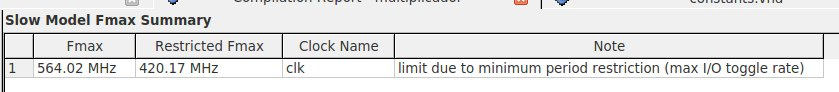 Compilation Report - multiplicador
constants.vhd
Slow Model Fmax Summary
Fmax Restricted Fmax Clock Name Note
1 564.02 MHz 420.17 MHz clk limit due to minimum period restriction (max I/O toggle rate)